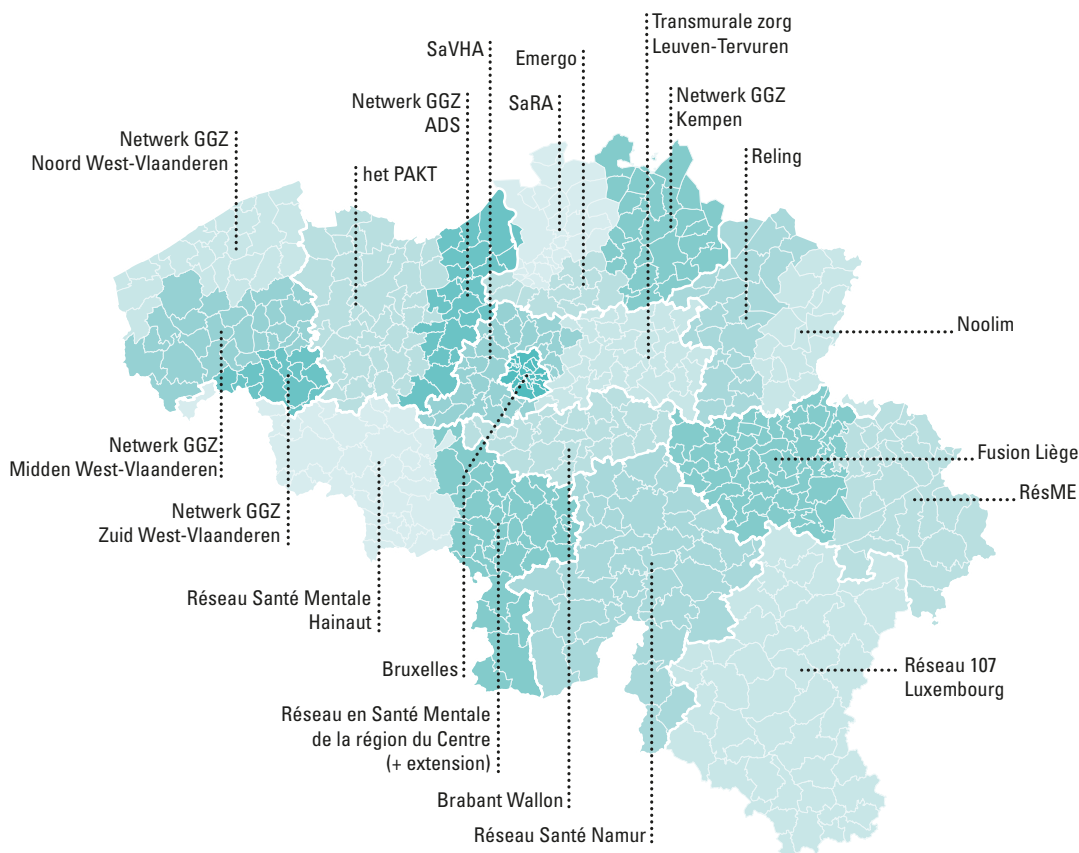 Transmurale zorg
Leuven-Tervuren
SaVHA
Emergo
Netwerk GGZ
ADS
SaRA
Netwerk GGZ
Kempen
Netwerk GGZ
Noord West-Vlaanderen
het PAKT
Reling
Noolim
Netwerk GGZ
Midden West-Vlaanderen
Fusion Liège
RésME
Netwerk GGZ
Zuid West-Vlaanderen
Réseau Santé Mentale
Hainaut
Bruxelles
Réseau 107
Luxembourg
Réseau en Santé Mentale
de la région du Centre
(+ extension)
Brabant Wallon
Réseau Santé Namur